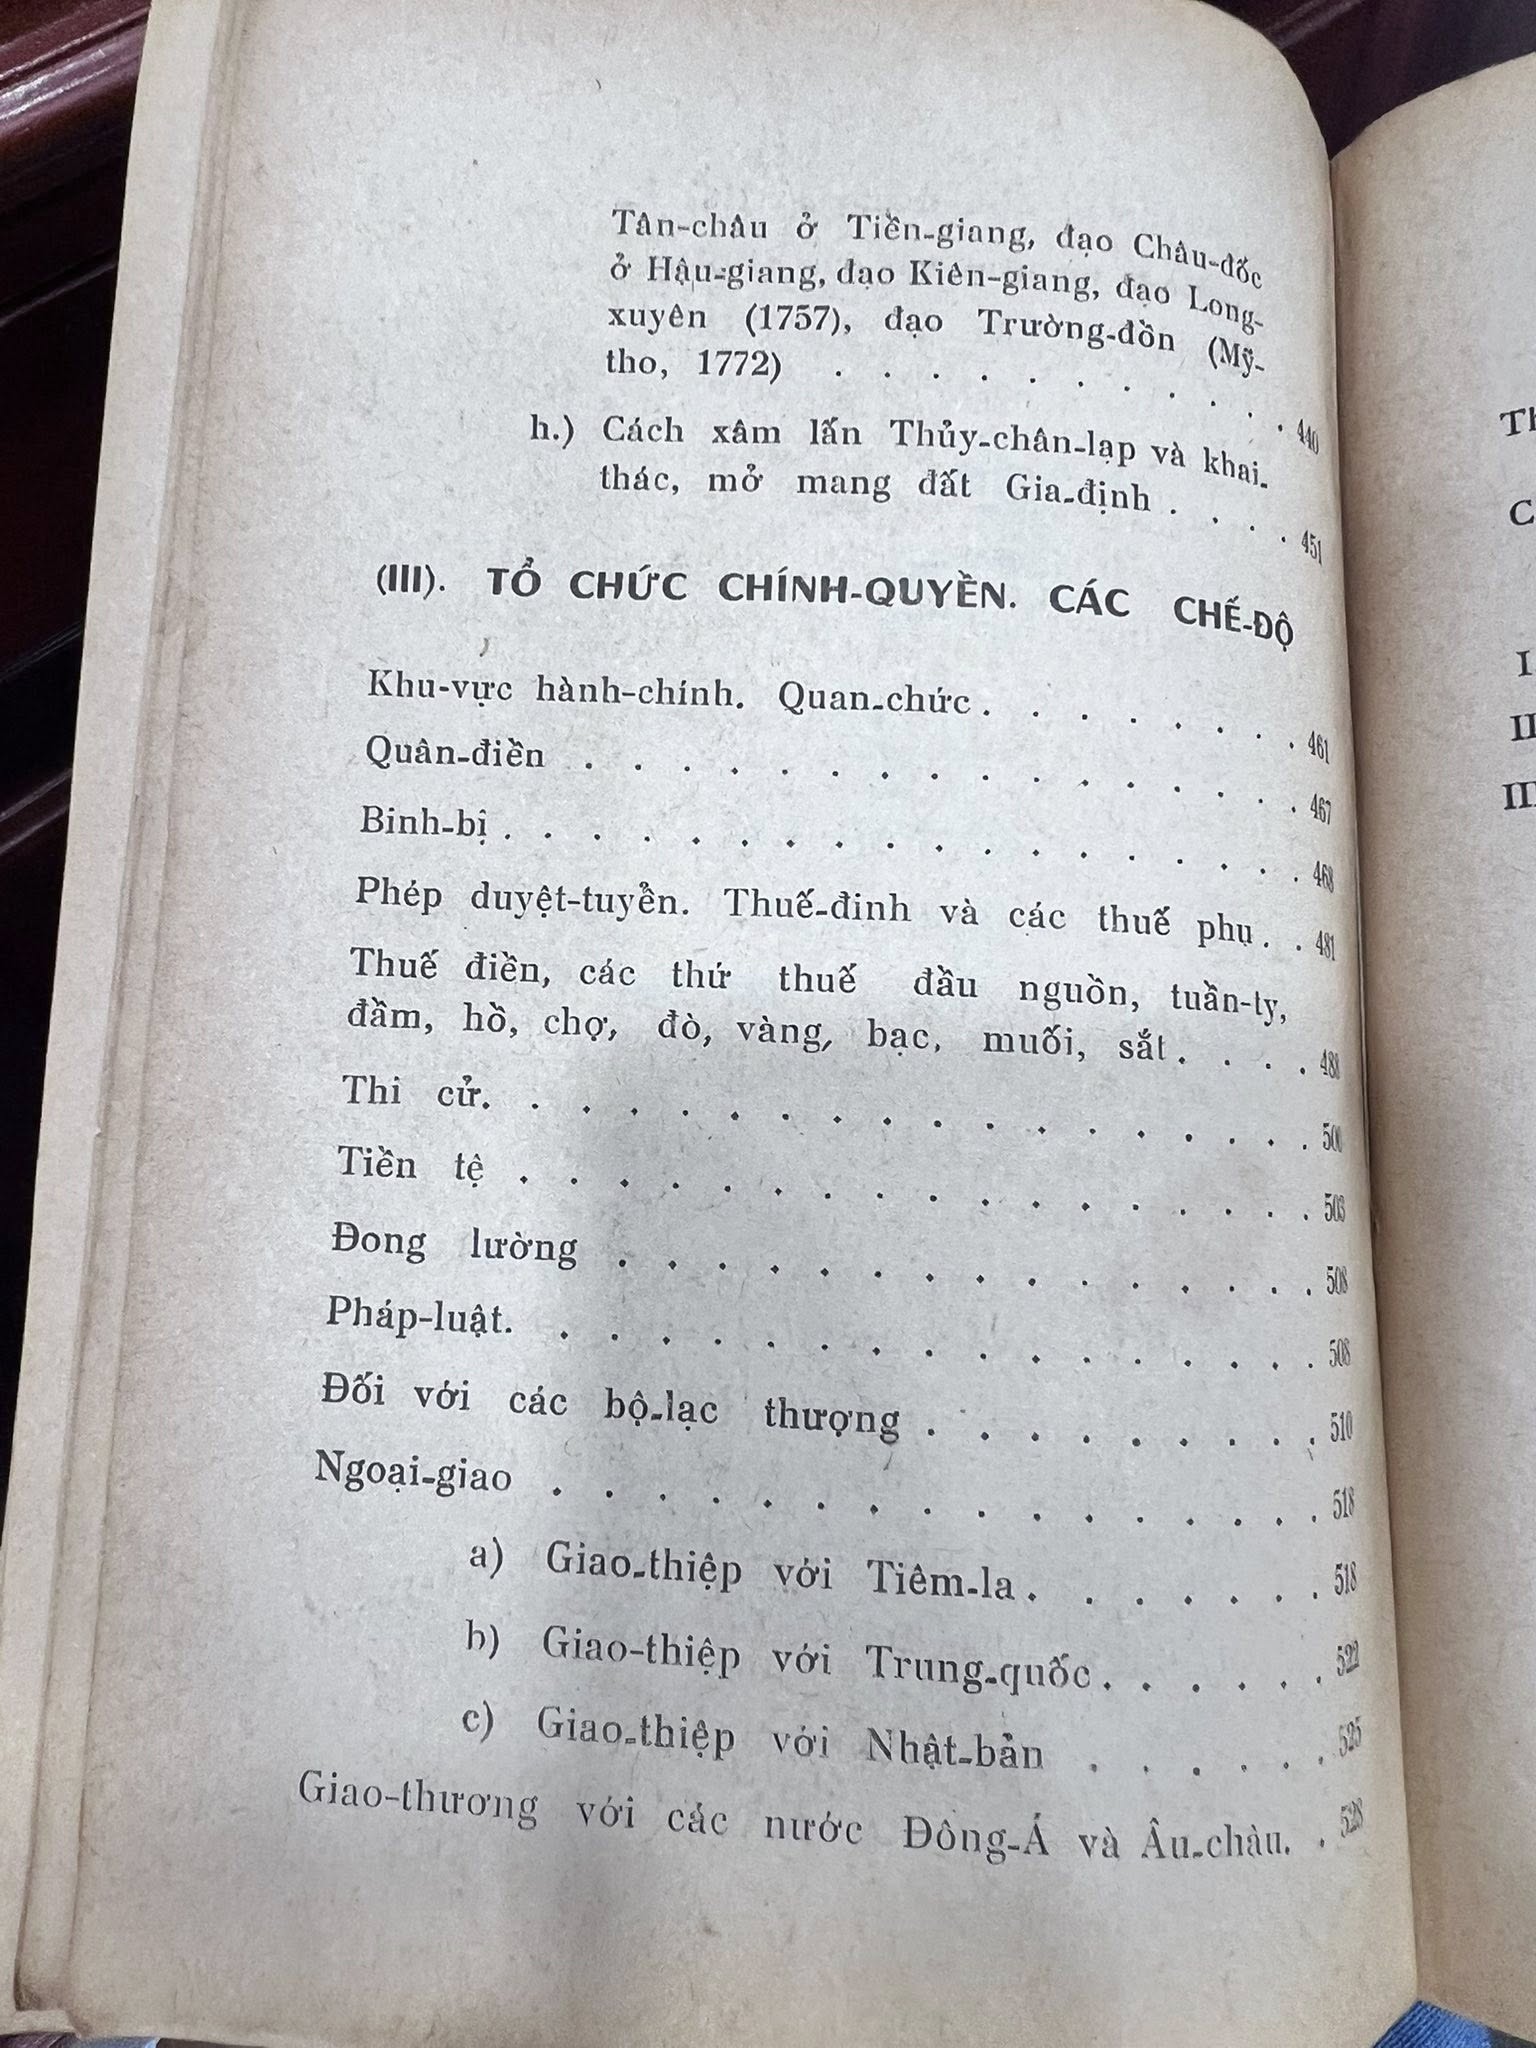 Tân-châu ở Tiền-giang, đạo Châu-đốc
ở Hậu-giang, đạo Kiên-giang, đạo Long-
xuyên (1757), đạo Trường-đồn (Mỹ-
tho, 1772) . . . . . . . . . . 440
h.) Cách xâm lấn Thủy-chân-lạp và khai-
thác, mở mang đất Gia-định . . . . 451
(III). TỔ CHỨC CHÍNH-QUYỀN. CÁC CHẾ-ĐỘ
Khu-vực hành-chính. Quan-chức . . . . . . . 461
Quân-điền . . . . . . . . . . . . . . . 467
Binh-bị . . . . . . . . . . . . . . . . . 468
Phép duyệt-tuyển. Thuế-đinh và các thuế phụ . . 481
Thuế điền, các thứ thuế đầu nguồn, tuần-ty,
đầm, hồ, chợ, đò, vàng, bạc, muối, sắt . . . . 488
Thi cử. . . . . . . . . . . . . . . . . . 500
Tiền tệ . . . . . . . . . . . . . . . . . 503
Đong lường . . . . . . . . . . . . . . . 508
Pháp-luật. . . . . . . . . . . . . . . . . 508
Đối với các bộ-lạc thượng . . . . . . . . . 510
Ngoại-giao . . . . . . . . . . . . . . . . 518
a) Giao-thiệp với Tiêm-la . . . . . . . 518
b) Giao-thiệp với Trung-quốc . . . . . . 522
c) Giao-thiệp với Nhật-bản . . . . . . 525
Giao-thương với các nước Đông-Á và Âu-châu. . 528
Th
C
I
II
III